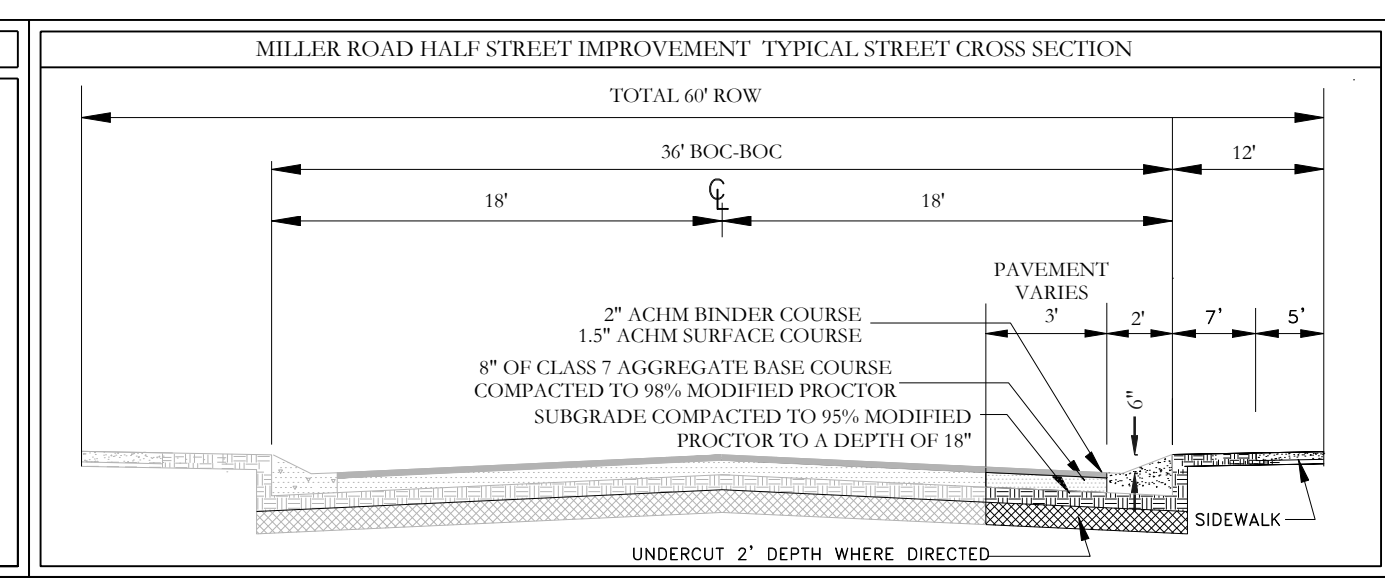 MILLER ROAD HALF STREET IMPROVEMENT TYPICAL STREET CROSS SECTION
TOTAL 60' ROW
36' BOC-BOC
12'
18'
℄
18'
PAVEMENT
VARIES
3'
2'
7'
5'
2" ACHM BINDER COURSE
1.5" ACHM SURFACE COURSE
8" OF CLASS 7 AGGREGATE BASE COURSE
COMPACTED TO 98% MODIFIED PROCTOR
SUBGRADE COMPACTED TO 95% MODIFIED
PROCTOR TO A DEPTH OF 18"
6"
SIDEWALK
UNDERCUT 2' DEPTH WHERE DIRECTED